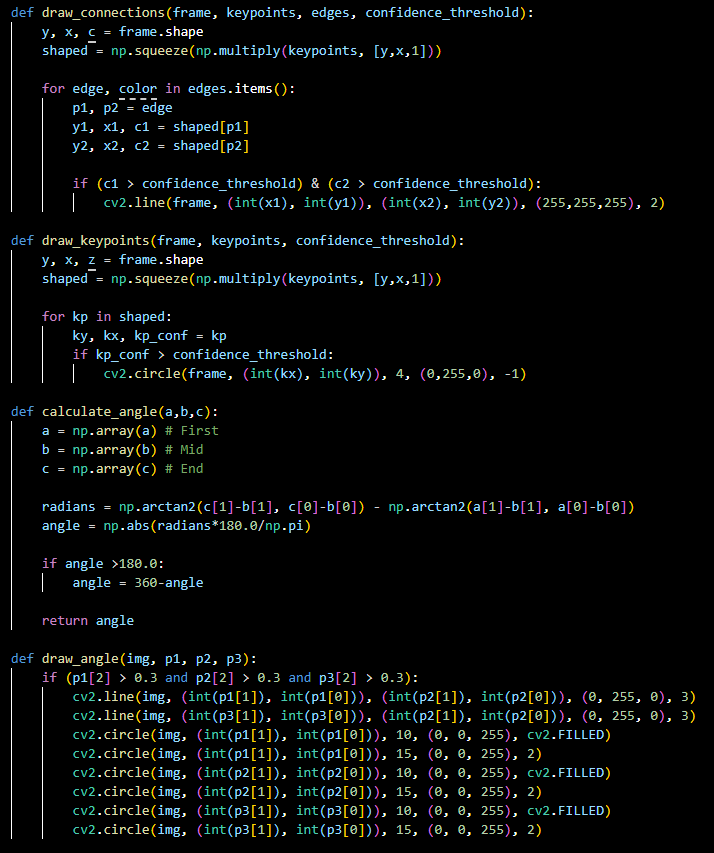 def draw_connections(frame, keypoints, edges, confidence_threshold):
    y, x, c = frame.shape
    shaped = np.squeeze(np.multiply(keypoints, [y,x,1]))

    for edge, color in edges.items():
        p1, p2 = edge
        y1, x1, c1 = shaped[p1]
        y2, x2, c2 = shaped[p2]

        if (c1 > confidence_threshold) & (c2 > confidence_threshold):
            cv2.line(frame, (int(x1), int(y1)), (int(x2), int(y2)), (255,255,255), 2)

def draw_keypoints(frame, keypoints, confidence_threshold):
    y, x, z = frame.shape
    shaped = np.squeeze(np.multiply(keypoints, [y,x,1]))

    for kp in shaped:
        ky, kx, kp_conf = kp
        if kp_conf > confidence_threshold:
            cv2.circle(frame, (int(kx), int(ky)), 4, (0,255,0), -1)

def calculate_angle(a,b,c):
    a = np.array(a) # First
    b = np.array(b) # Mid
    c = np.array(c) # End

    radians = np.arctan2(c[1]-b[1], c[0]-b[0]) - np.arctan2(a[1]-b[1], a[0]-b[0])
    angle = np.abs(radians*180.0/np.pi)

    if angle >180.0:
        angle = 360-angle

    return angle

def draw_angle(img, p1, p2, p3):
    if (p1[2] > 0.3 and p2[2] > 0.3 and p3[2] > 0.3):
        cv2.line(img, (int(p1[1]), int(p1[0])), (int(p2[1]), int(p2[0])), (0, 255, 0), 3)
        cv2.line(img, (int(p3[1]), int(p3[0])), (int(p2[1]), int(p2[0])), (0, 255, 0), 3)
        cv2.circle(img, (int(p1[1]), int(p1[0])), 10, (0, 0, 255), cv2.FILLED)
        cv2.circle(img, (int(p1[1]), int(p1[0])), 15, (0, 0, 255), 2)
        cv2.circle(img, (int(p2[1]), int(p2[0])), 10, (0, 0, 255), cv2.FILLED)
        cv2.circle(img, (int(p2[1]), int(p2[0])), 15, (0, 0, 255), 2)
        cv2.circle(img, (int(p3[1]), int(p3[0])), 10, (0, 0, 255), cv2.FILLED)
        cv2.circle(img, (int(p3[1]), int(p3[0])), 15, (0, 0, 255), 2)